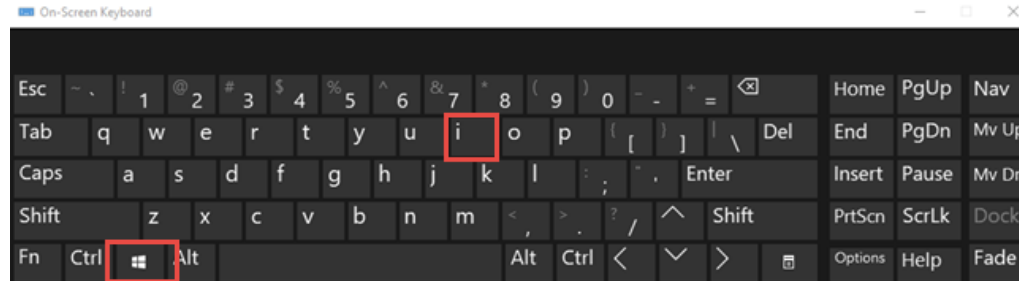 On-Screen Keyboard
Esc ~ ` ! 1 @ 2 # 3 $ 4 % 5 ^ 6 & 7 * 8 ( 9 ) 0 - - + = Home PgUp Nav
Tab q w e r t y u i o p { [ } ] | \ Del End PgDn Mv Up
Caps a s d f g h j k l : ; " ' Enter Insert Pause Mv Dn
Shift z x c v b n m < , > . ? / Shift PrtScn ScrLk Dock
Fn Ctrl Alt Alt Ctrl Options Help Fade